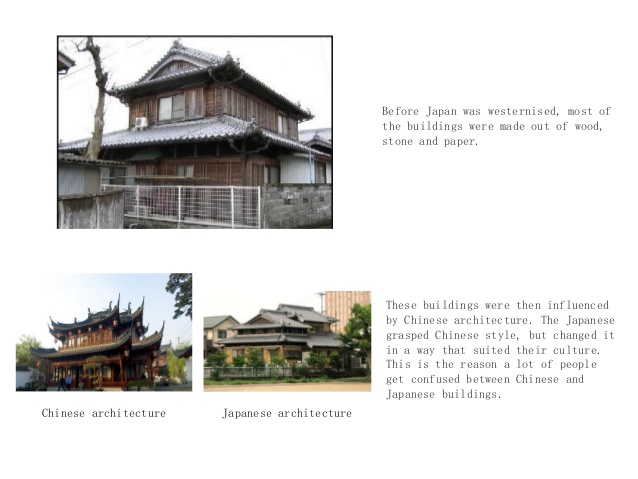 Before Japan was westernised, most of
the buildings were made out of wood,
stone and paper.
These buildings were then influenced
by Chinese architecture. The Japanese
grasped Chinese style, but changed it
in a way that suited their culture.
This is the reason a lot of people
get confused between Chinese and
Japanese buildings.
Chinese architecture
Japanese architecture